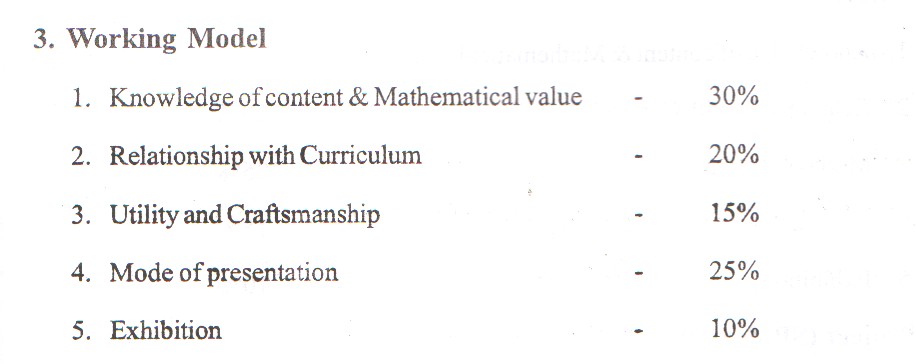 3. Working Model
1. Knowledge of content & Mathematical value - 30%
2. Relationship with Curriculum - 20%
3. Utility and Craftsmanship - 15%
4. Mode of presentation - 25%
5. Exhibition - 10%